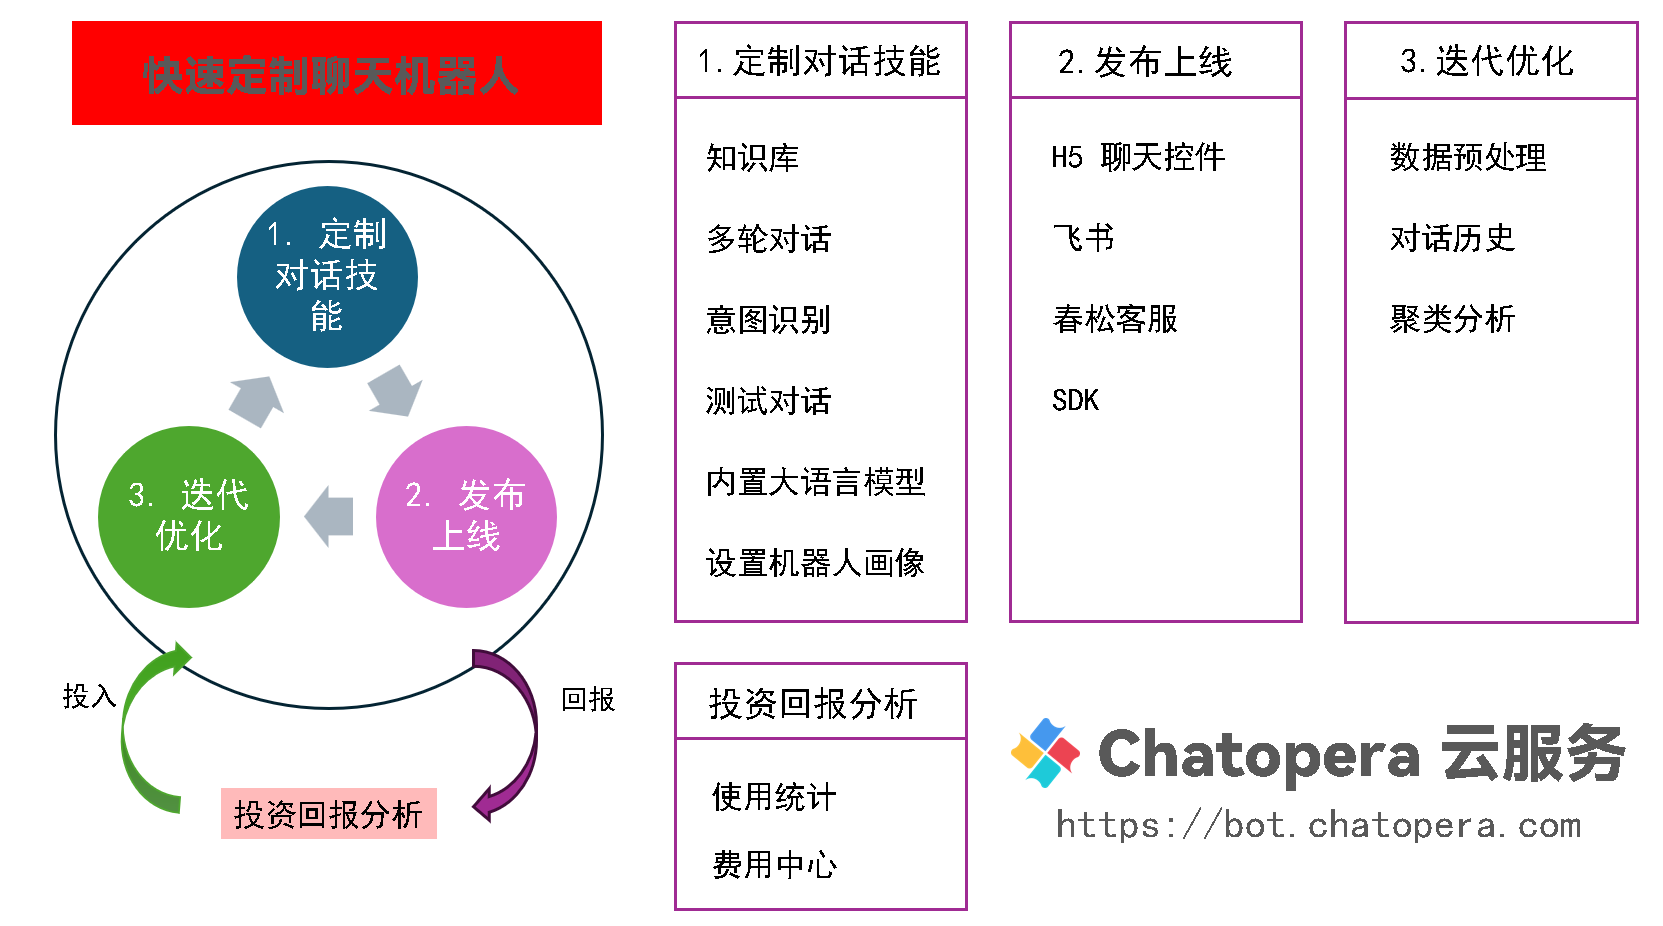 快速定制聊天机器人
1. 定制
对话技
能
3. 迭代
优化
2. 发布
上线
投入
回报
投资回报分析
1.定制对话技能
知识库
多轮对话
意图识别
测试对话
内置大语言模型
设置机器人画像
2.发布上线
H5 聊天控件
飞书
春松客服
SDK
3.迭代优化
数据预处理
对话历史
聚类分析
投资回报分析
使用统计
费用中心
Chatopera 云服务
https://bot.chatopera.com